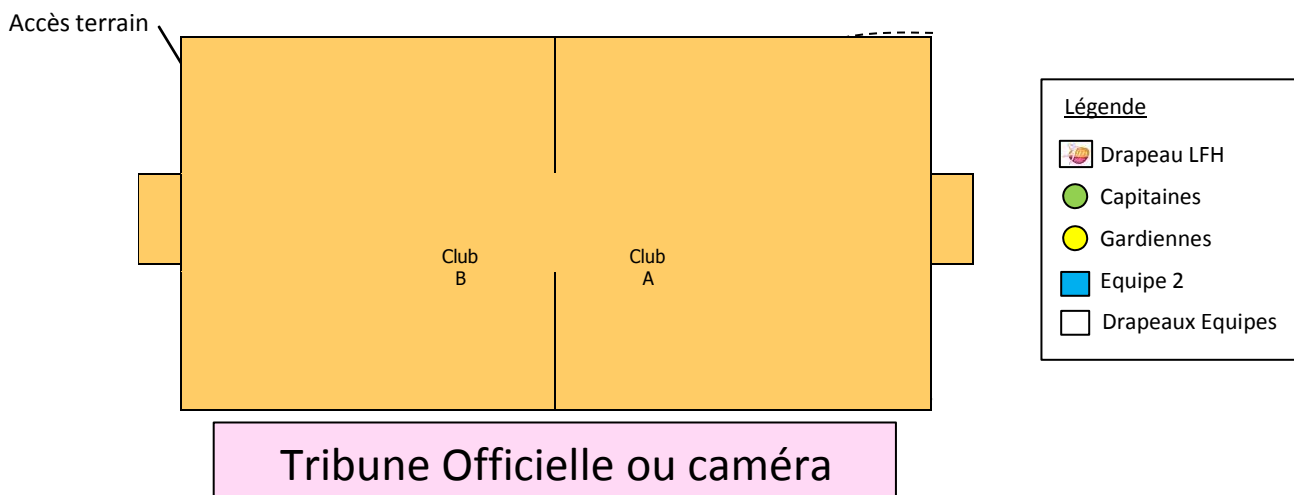 Accès terrain
Club
B
Club
A
Légende
Drapeau LFH
Capitaines
Gardiennes
Equipe 2
Drapeaux Equipes
Tribune Officielle ou caméra